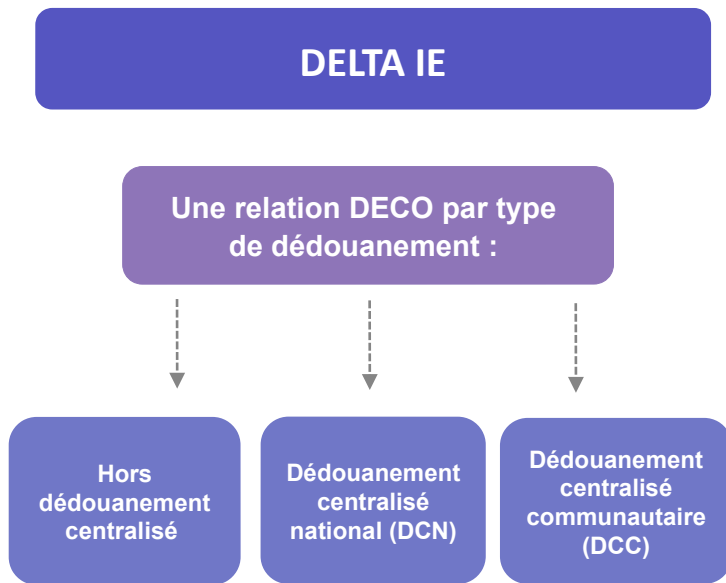 DELTA IE
Une relation DECO par type
de dédouanement :
Hors
dédouanement
centralisé
Dédouanement
centralisé
national (DCN)
Dédouanement
centralisé
communautaire
(DCC)